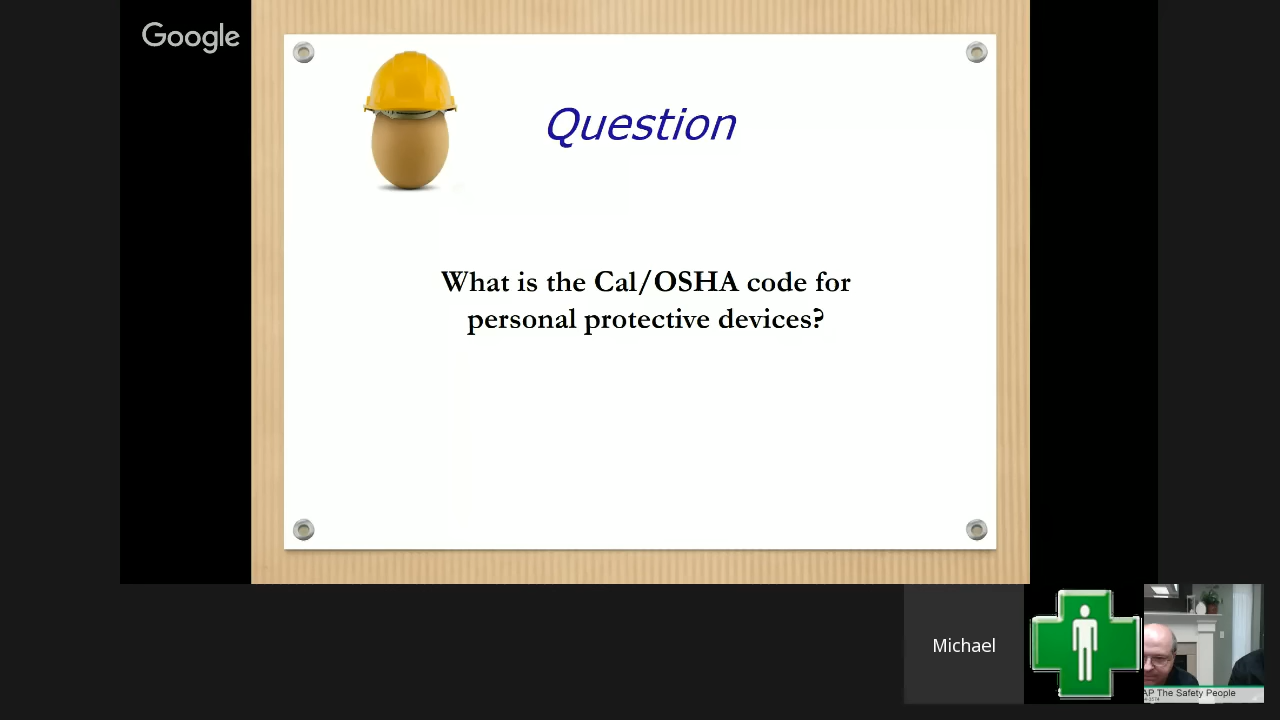 Google
Question
What is the Cal/OSHA code for
personal protective devices?
Michael
AP The Safety People